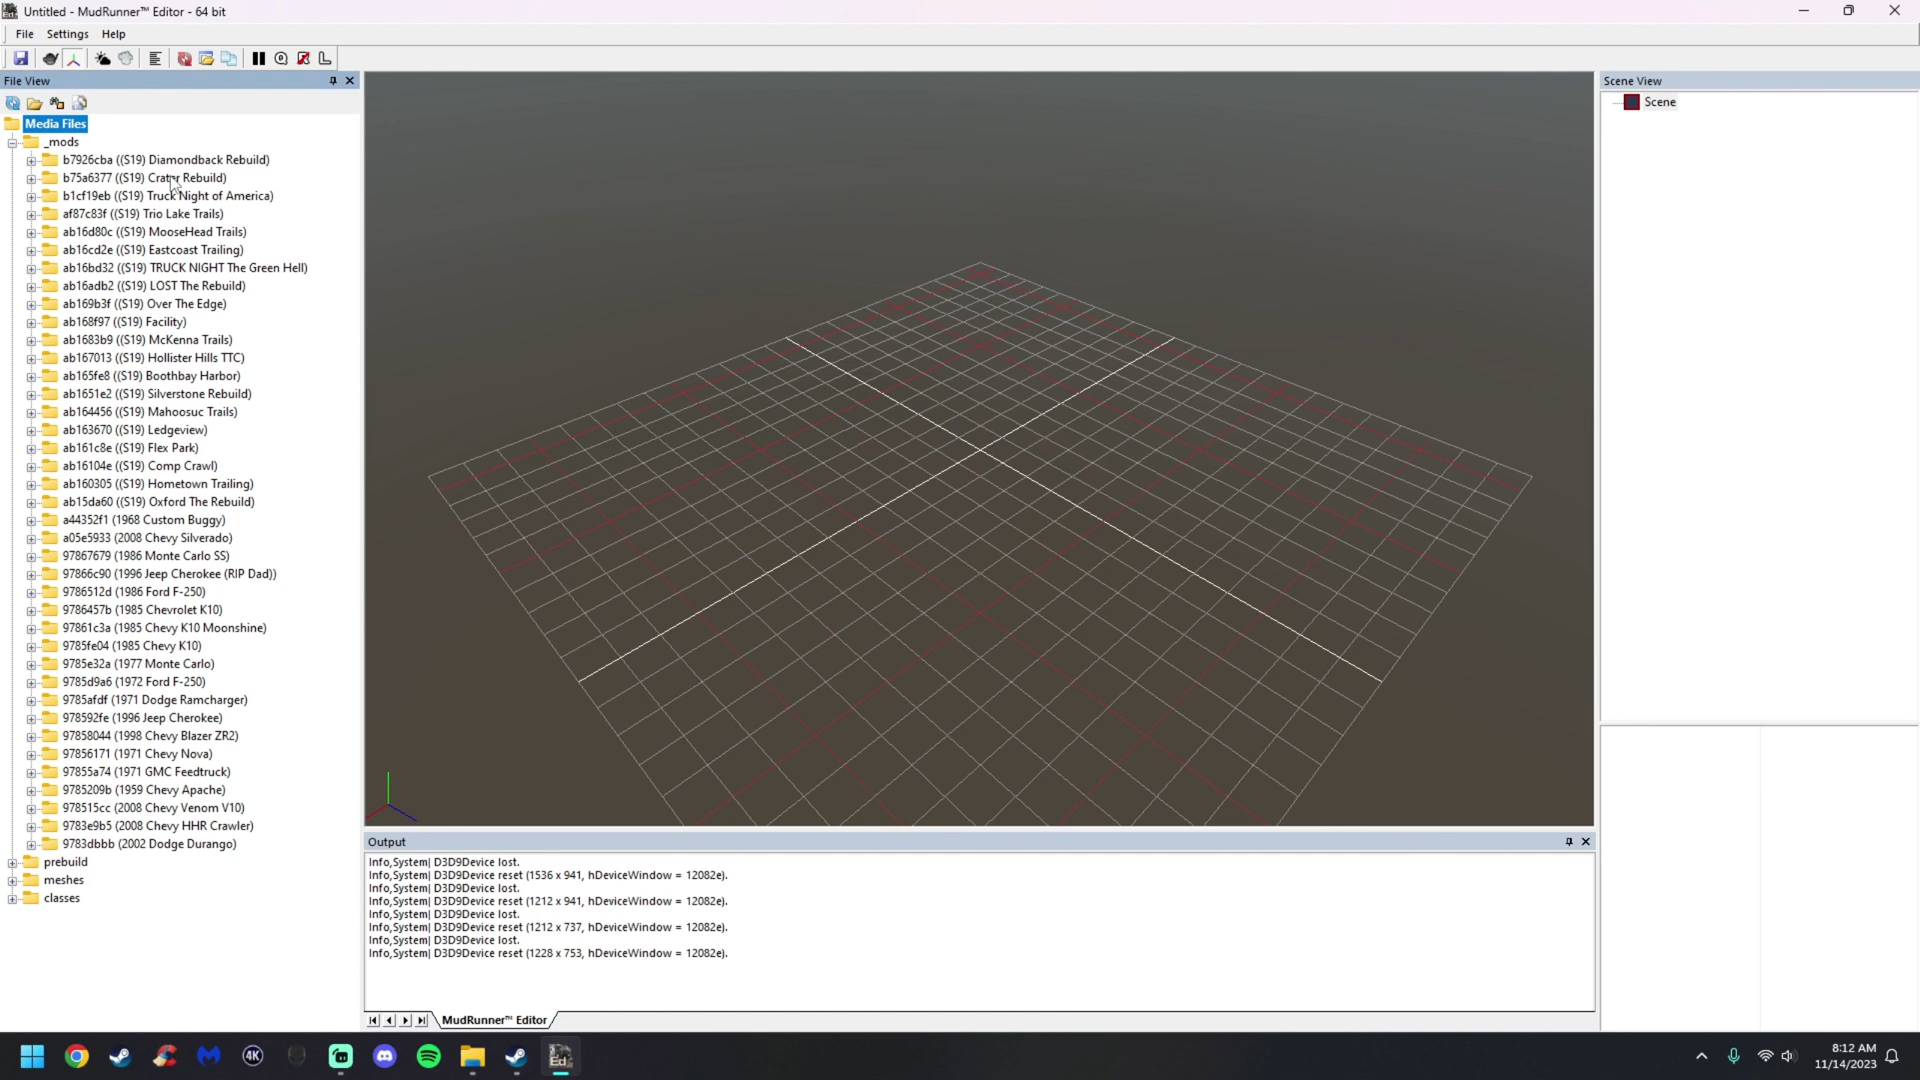 Untitled - MudRunner™ Editor - 64 bit
File Settings Help
File View
Scene View
Media Files
Scene
_mods
b7926cba ((S19) Diamondback Rebuild)
b75a6377 ((S19) Crater Rebuild)
b1cf19eb ((S19) Truck Night of America)
af87c83f ((S19) Trio Lake Trails)
ab16d80c ((S19) MooseHead Trails)
ab16cd2e ((S19) Eastcoast Trailing)
ab16bd32 ((S19) TRUCK NIGHT The Green Hell)
ab16adb2 ((S19) LOST The Rebuild)
ab169b3f ((S19) Over The Edge)
ab168f97 ((S19) Facility)
ab1683b9 ((S19) McKenna Trails)
ab167013 ((S19) Hollister Hills TTC)
ab165fe8 ((S19) Boothbay Harbor)
ab1651e2 ((S19) Silverstone Rebuild)
ab164456 ((S19) Mahoosuc Trails)
ab163670 ((S19) Ledgeview)
ab161c8e ((S19) Flex Park)
ab16104e ((S19) Comp Crawl)
ab160305 ((S19) Hometown Trailing)
ab15da60 ((S19) Oxford The Rebuild)
a44352f1 (1968 Custom Buggy)
a05e5933 (2008 Chevy Silverado)
97867679 (1986 Monte Carlo SS)
97866c90 (1996 Jeep Cherokee (RIP Dad))
9786512d (1986 Ford F-250)
9786457b (1985 Chevrolet K10)
97861c3a (1985 Chevy K10 Moonshine)
9785fe04 (1985 Chevy K10)
9785e32a (1977 Monte Carlo)
9785d9a6 (1972 Ford F-250)
9785afdf (1971 Dodge Ramcharger)
978592fe (1996 Jeep Cherokee)
97858044 (1998 Chevy Blazer ZR2)
97856171 (1971 Chevy Nova)
97855a74 (1971 GMC Feedtruck)
9785209b (1959 Chevy Apache)
978515cc (2008 Chevy Venom V10)
9783e9b5 (2008 Chevy HHR Crawler)
9783dbbb (2002 Dodge Durango)
prebuild
meshes
classes
Output
Info,System| D3D9Device lost.
Info,System| D3D9Device reset (1536 x 941, hDeviceWindow = 12082e).
Info,System| D3D9Device lost.
Info,System| D3D9Device reset (1212 x 941, hDeviceWindow = 12082e).
Info,System| D3D9Device lost.
Info,System| D3D9Device reset (1212 x 737, hDeviceWindow = 12082e).
Info,System| D3D9Device lost.
Info,System| D3D9Device reset (1228 x 753, hDeviceWindow = 12082e).
MudRunner™ Editor
4K
Ed
8:12 AM
11/14/2023